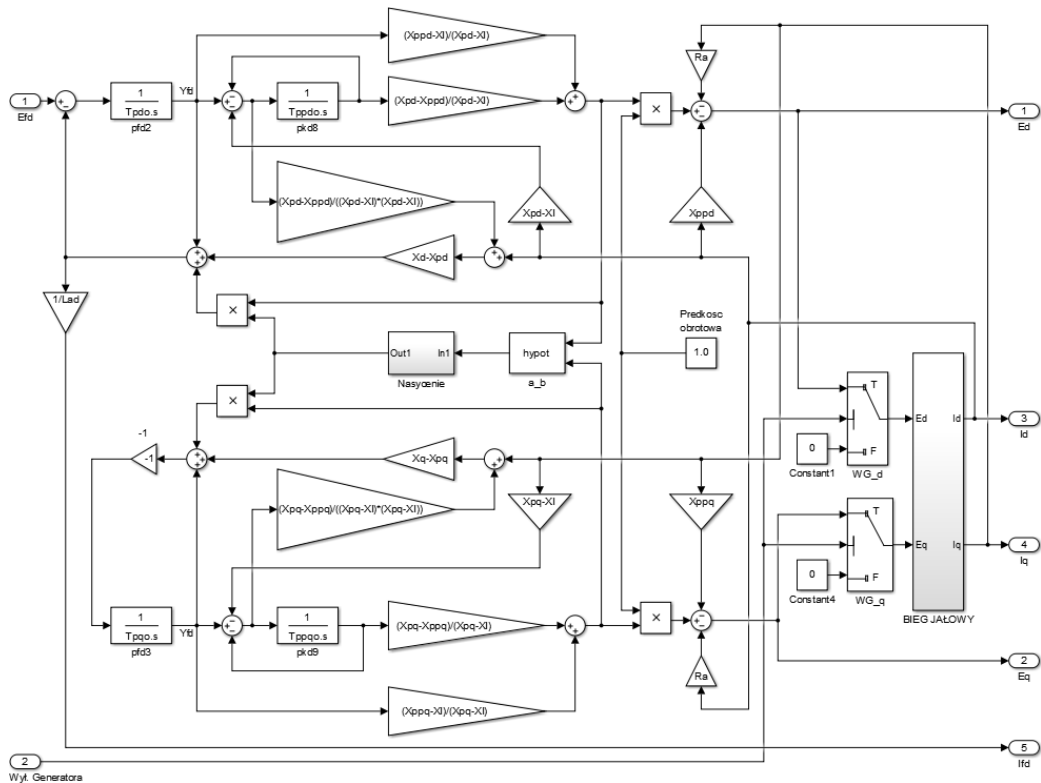 (Xppd-Xl)/(Xpd-Xl)
Ra
1
Efd
1
Tpdo.s
pfd2
Yfd
1
Tppdo.s
pkd8
(Xpd-Xppd)/(Xpd-Xl)
×
1
Ed
(Xpd-Xppd)/((Xpd-Xl)*(Xpd-Xl))
Xpd-Xl
Xppd
Xd-Xpd
1/Lad
×
Out1
In1
Nasycenie
hypot
a_b
Predkosc
obrotowa
1.0
×
T
F
WG_d
0
Constant1
Ed
Id
3
Id
-1
-1
Xq-Xpq
(Xpq-Xppq)/((Xpq-Xl)*(Xpq-Xl))
Xpq-Xl
Xppq
T
F
WG_q
0
Constant4
Eq
Iq
4
Iq
BIEG JAŁOWY
1
Tpqo.s
pfd3
Yfd
1
Tppqo.s
pkd9
(Xpq-Xppq)/(Xpq-Xl)
×
Ra
2
Eq
(Xppq-Xl)/(Xpq-Xl)
5
Ifd
2
Wył. Generatora